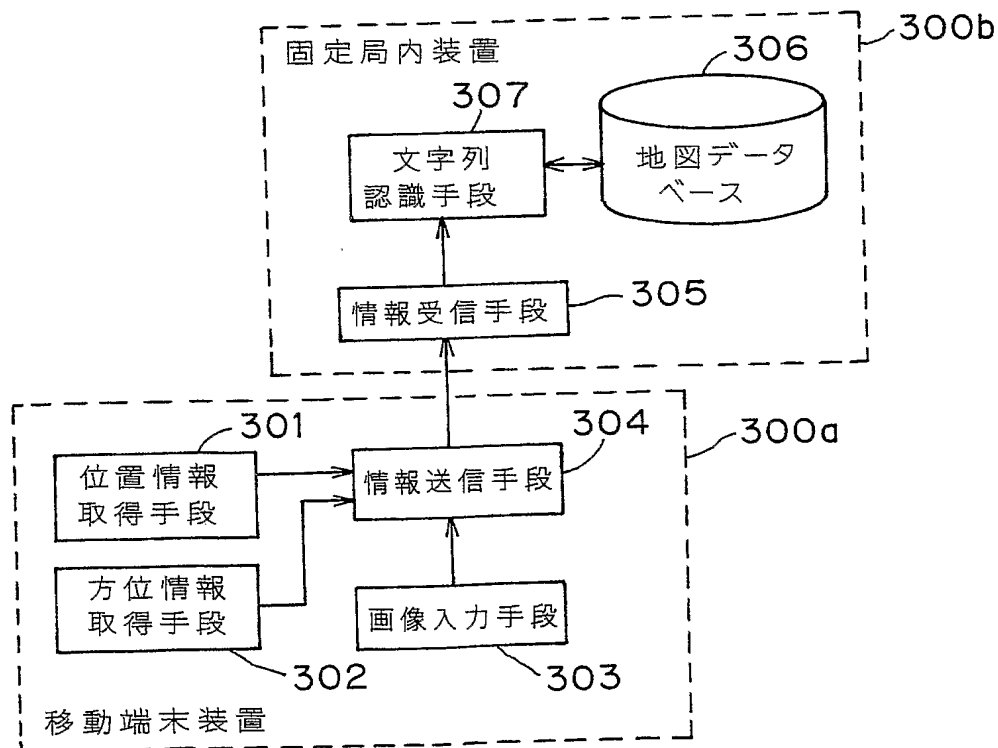 固定局内装置
300b
306
307
文字列
認識手段
地図データ
ベース
情報受信手段
305
301
304
300a
位置情報
取得手段
情報送信手段
方位情報
取得手段
画像入力手段
302
303
移動端末装置